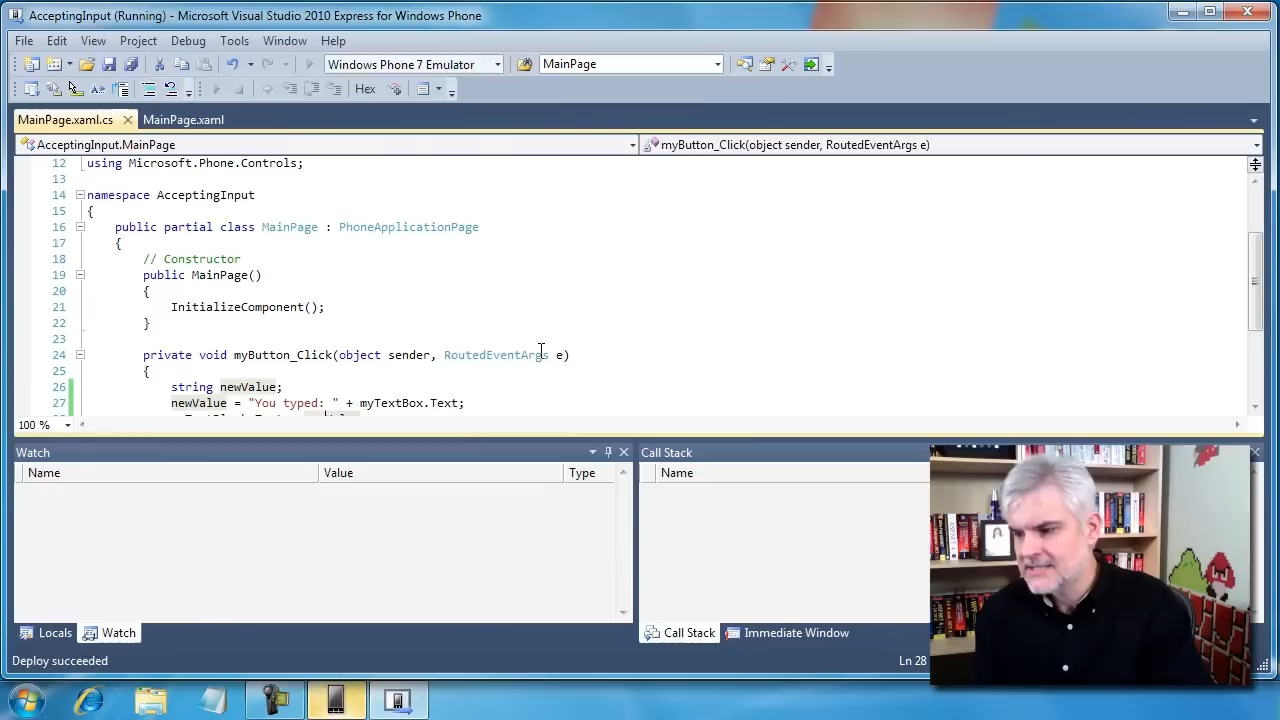 AcceptingInput (Running) - Microsoft Visual Studio 2010 Express for Windows Phone
File Edit View Project Debug Tools Window Help
Windows Phone 7 Emulator MainPage
Hex
MainPage.xaml.cs MainPage.xaml
AcceptingInput.MainPage myButton_Click(object sender, RoutedEventArgs e)
12 using Microsoft.Phone.Controls;
13
14 namespace AcceptingInput
15 {
16 public partial class MainPage : PhoneApplicationPage
17 {
18 // Constructor
19 public MainPage()
20 {
21 InitializeComponent();
22 }
23
24 private void myButton_Click(object sender, RoutedEventArgs e)
25 {
26 string newValue;
27 newValue = "You typed: " + myTextBox.Text;
100 %
Watch Call Stack
Name Value Type Name
Locals Watch Call Stack Immediate Window
Deploy succeeded Ln 28